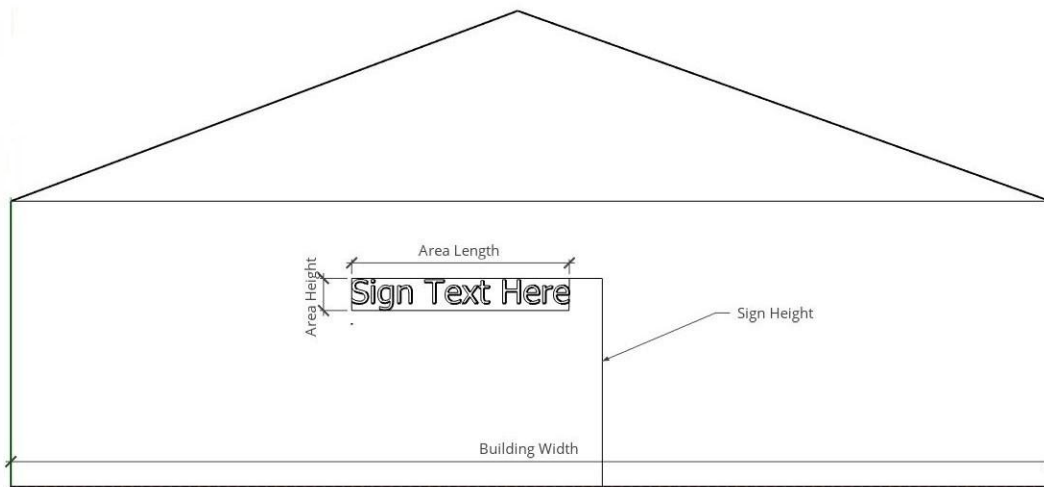 Area Length
Area Height
Sign Text Here
Sign Height
Building Width